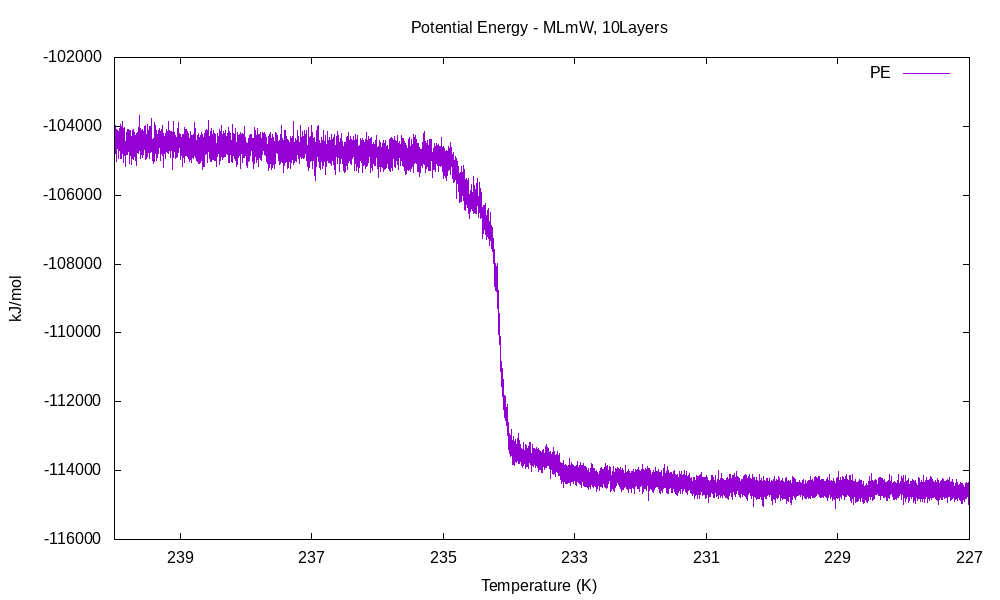 Potential Energy - MLmW, 10Layers
PE
-102000
-104000
-106000
-108000
-110000
-112000
-114000
-116000
kJ/mol
239 237 235 233 231 229 227
Temperature (K)